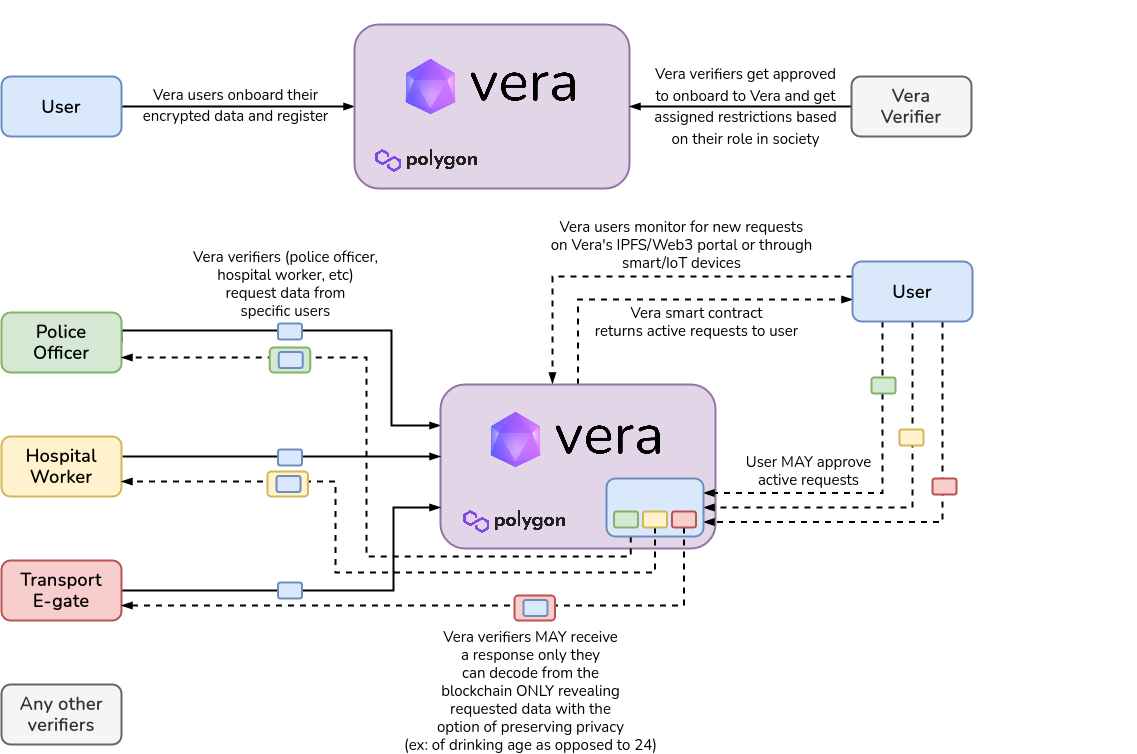 User
Vera users onboard their
encrypted data and register
vera
polygon
Vera verifiers get approved
to onboard to Vera and get
assigned restrictions based
on their role in society
Vera
Verifier
Vera verifiers (police officer,
hospital worker, etc)
request data from
specific users
Vera users monitor for new requests
on Vera's IPFS/Web3 portal or through
smart/IoT devices
User
Vera smart contract
returns active requests to user
Police
Officer
Hospital
Worker
vera
polygon
User MAY approve
active requests
Transport
E-gate
Vera verifiers MAY receive
a response only they
can decode from the
blockchain ONLY revealing
requested data with the
option of preserving privacy
(ex: of drinking age as opposed to 24)
Any other
verifiers